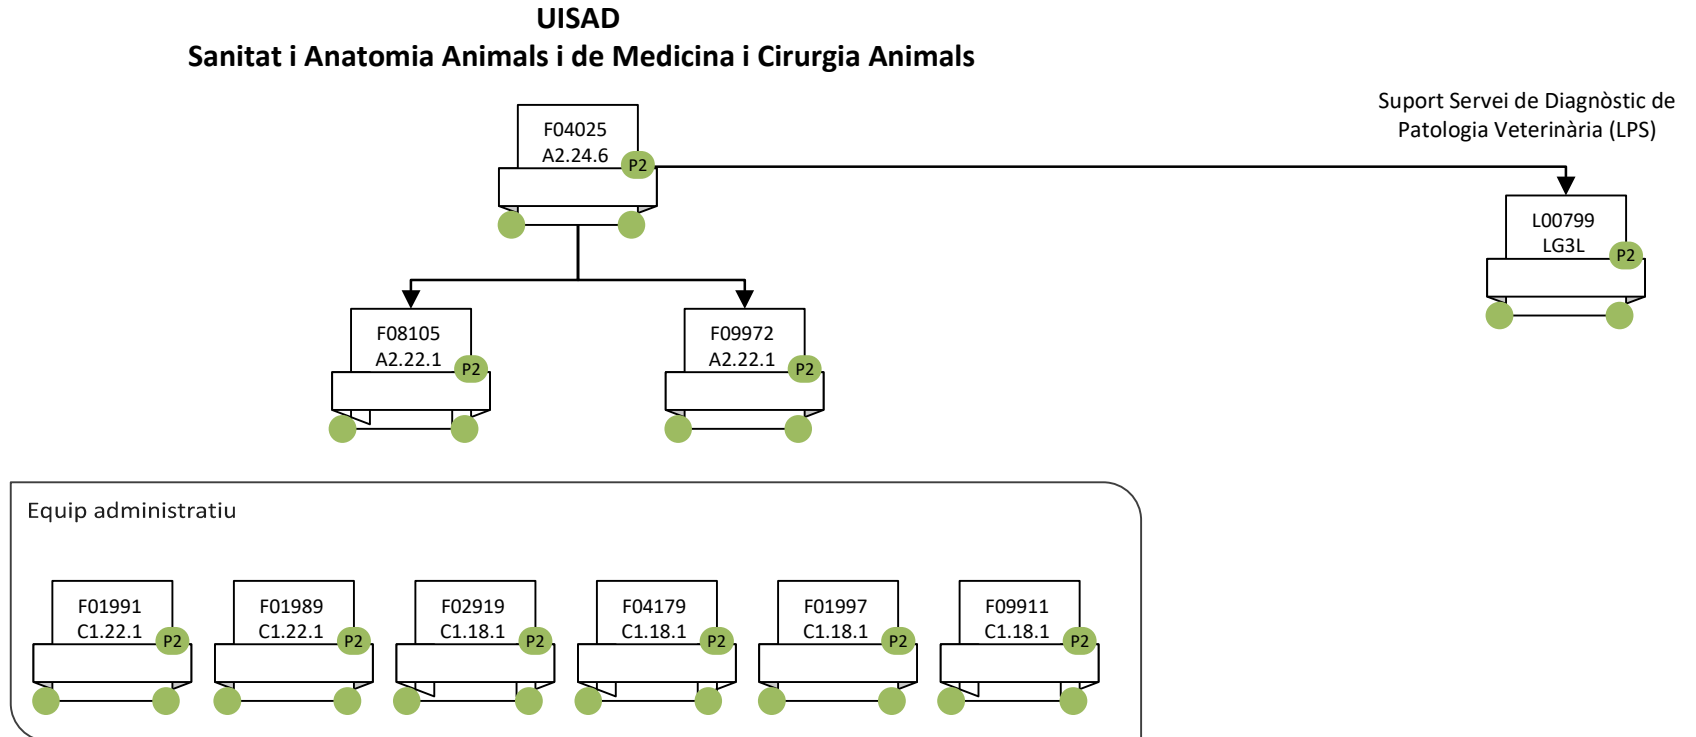 UISAD
Sanitat i Anatomia Animals i de Medicina i Cirurgia Animals
Suport Servei de Diagnòstic de
Patologia Veterinària (LPS)
F04025
A2.24.6
P2
L00799
LG3L
P2
F08105
A2.22.1
P2
F09972
A2.22.1
P2
Equip administratiu
F01991
C1.22.1
P2
F01989
C1.22.1
P2
F02919
C1.18.1
P2
F04179
C1.18.1
P2
F01997
C1.18.1
P2
F09911
C1.18.1
P2